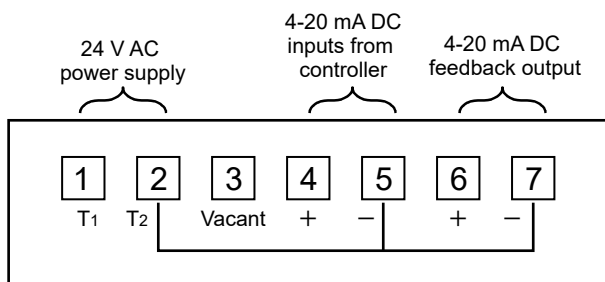 24 V AC
power supply
4-20 mA DC
inputs from
controller
4-20 mA DC
feedback output
1 2 3 4 5 6 7
T1 T2 Vacant + − + −